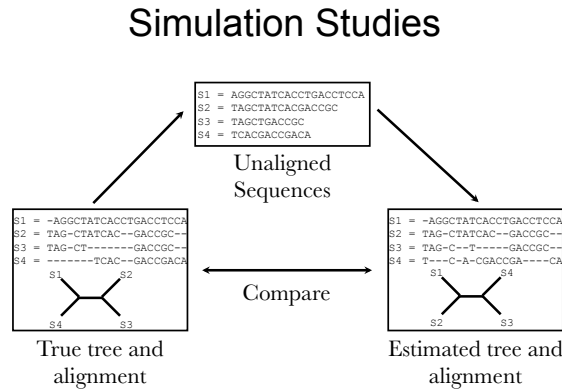 Simulation Studies
S1 = AGGCTATCACCTGACCTCCA
S2 = TAGCTATCACGACCGC
S3 = TAGCTGACCGC
S4 = TCACGACCGACA
Unaligned
Sequences
S1 = -AGGCTATCACCTGACCTCCA
S2 = TAG-CTATCAC--GACCGC--
S3 = TAG-CT-------GACCGC--
S4 = -------TCAC--GACCGACA
S1
S2
S4
S3
True tree and
alignment
Compare
S1 = -AGGCTATCACCTGACCTCCA
S2 = TAG-CTATCAC--GACCGC--
S3 = TAG-C--T-----GACCGC--
S4 = T---C-A-CGACCGA----CA
S1
S4
S2
S3
Estimated tree and
alignment